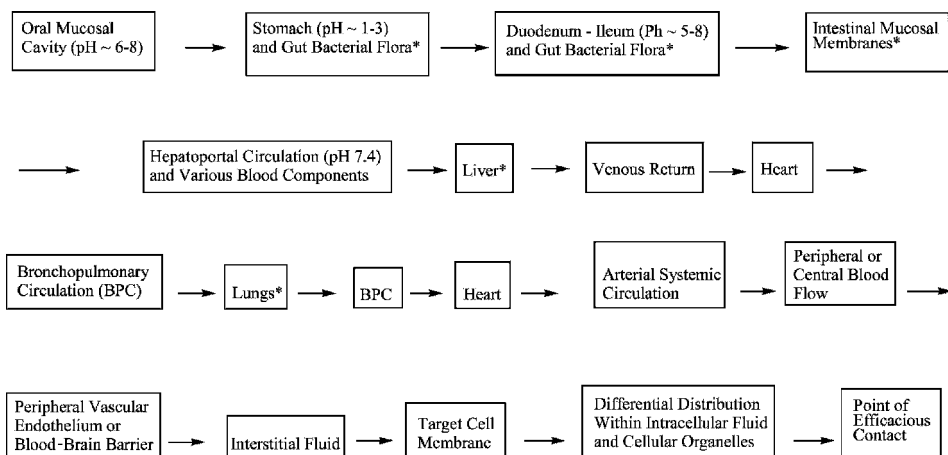 Oral Mucosal
Cavity (pH ~ 6-8)
Stomach (pH ~ 1-3)
and Gut Bacterial Flora*
Duodenum - Ileum (Ph ~ 5-8)
and Gut Bacterial Flora*
Intestinal Mucosal
Membranes*
Hepatoportal Circulation (pH 7.4)
and Various Blood Components
Liver*
Venous Return
Heart
Bronchopulmonary
Circulation (BPC)
Lungs*
BPC
Heart
Arterial Systemic
Circulation
Peripheral or
Central Blood
Flow
Peripheral Vascular
Endothelium or
Blood-Brain Barrier
Interstitial Fluid
Target Cell
Membrane
Differential Distribution
Within Intracellular Fluid
and Cellular Organelles
Point of
Efficacious
Contact